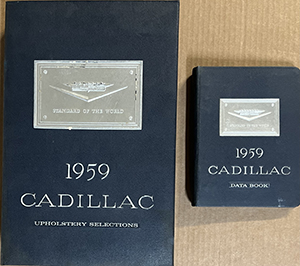 STANDARD OF THE WORLD
1959
CADILLAC
UPHOLSTERY SELECTIONS
1959
CADILLAC
DATA BOOK